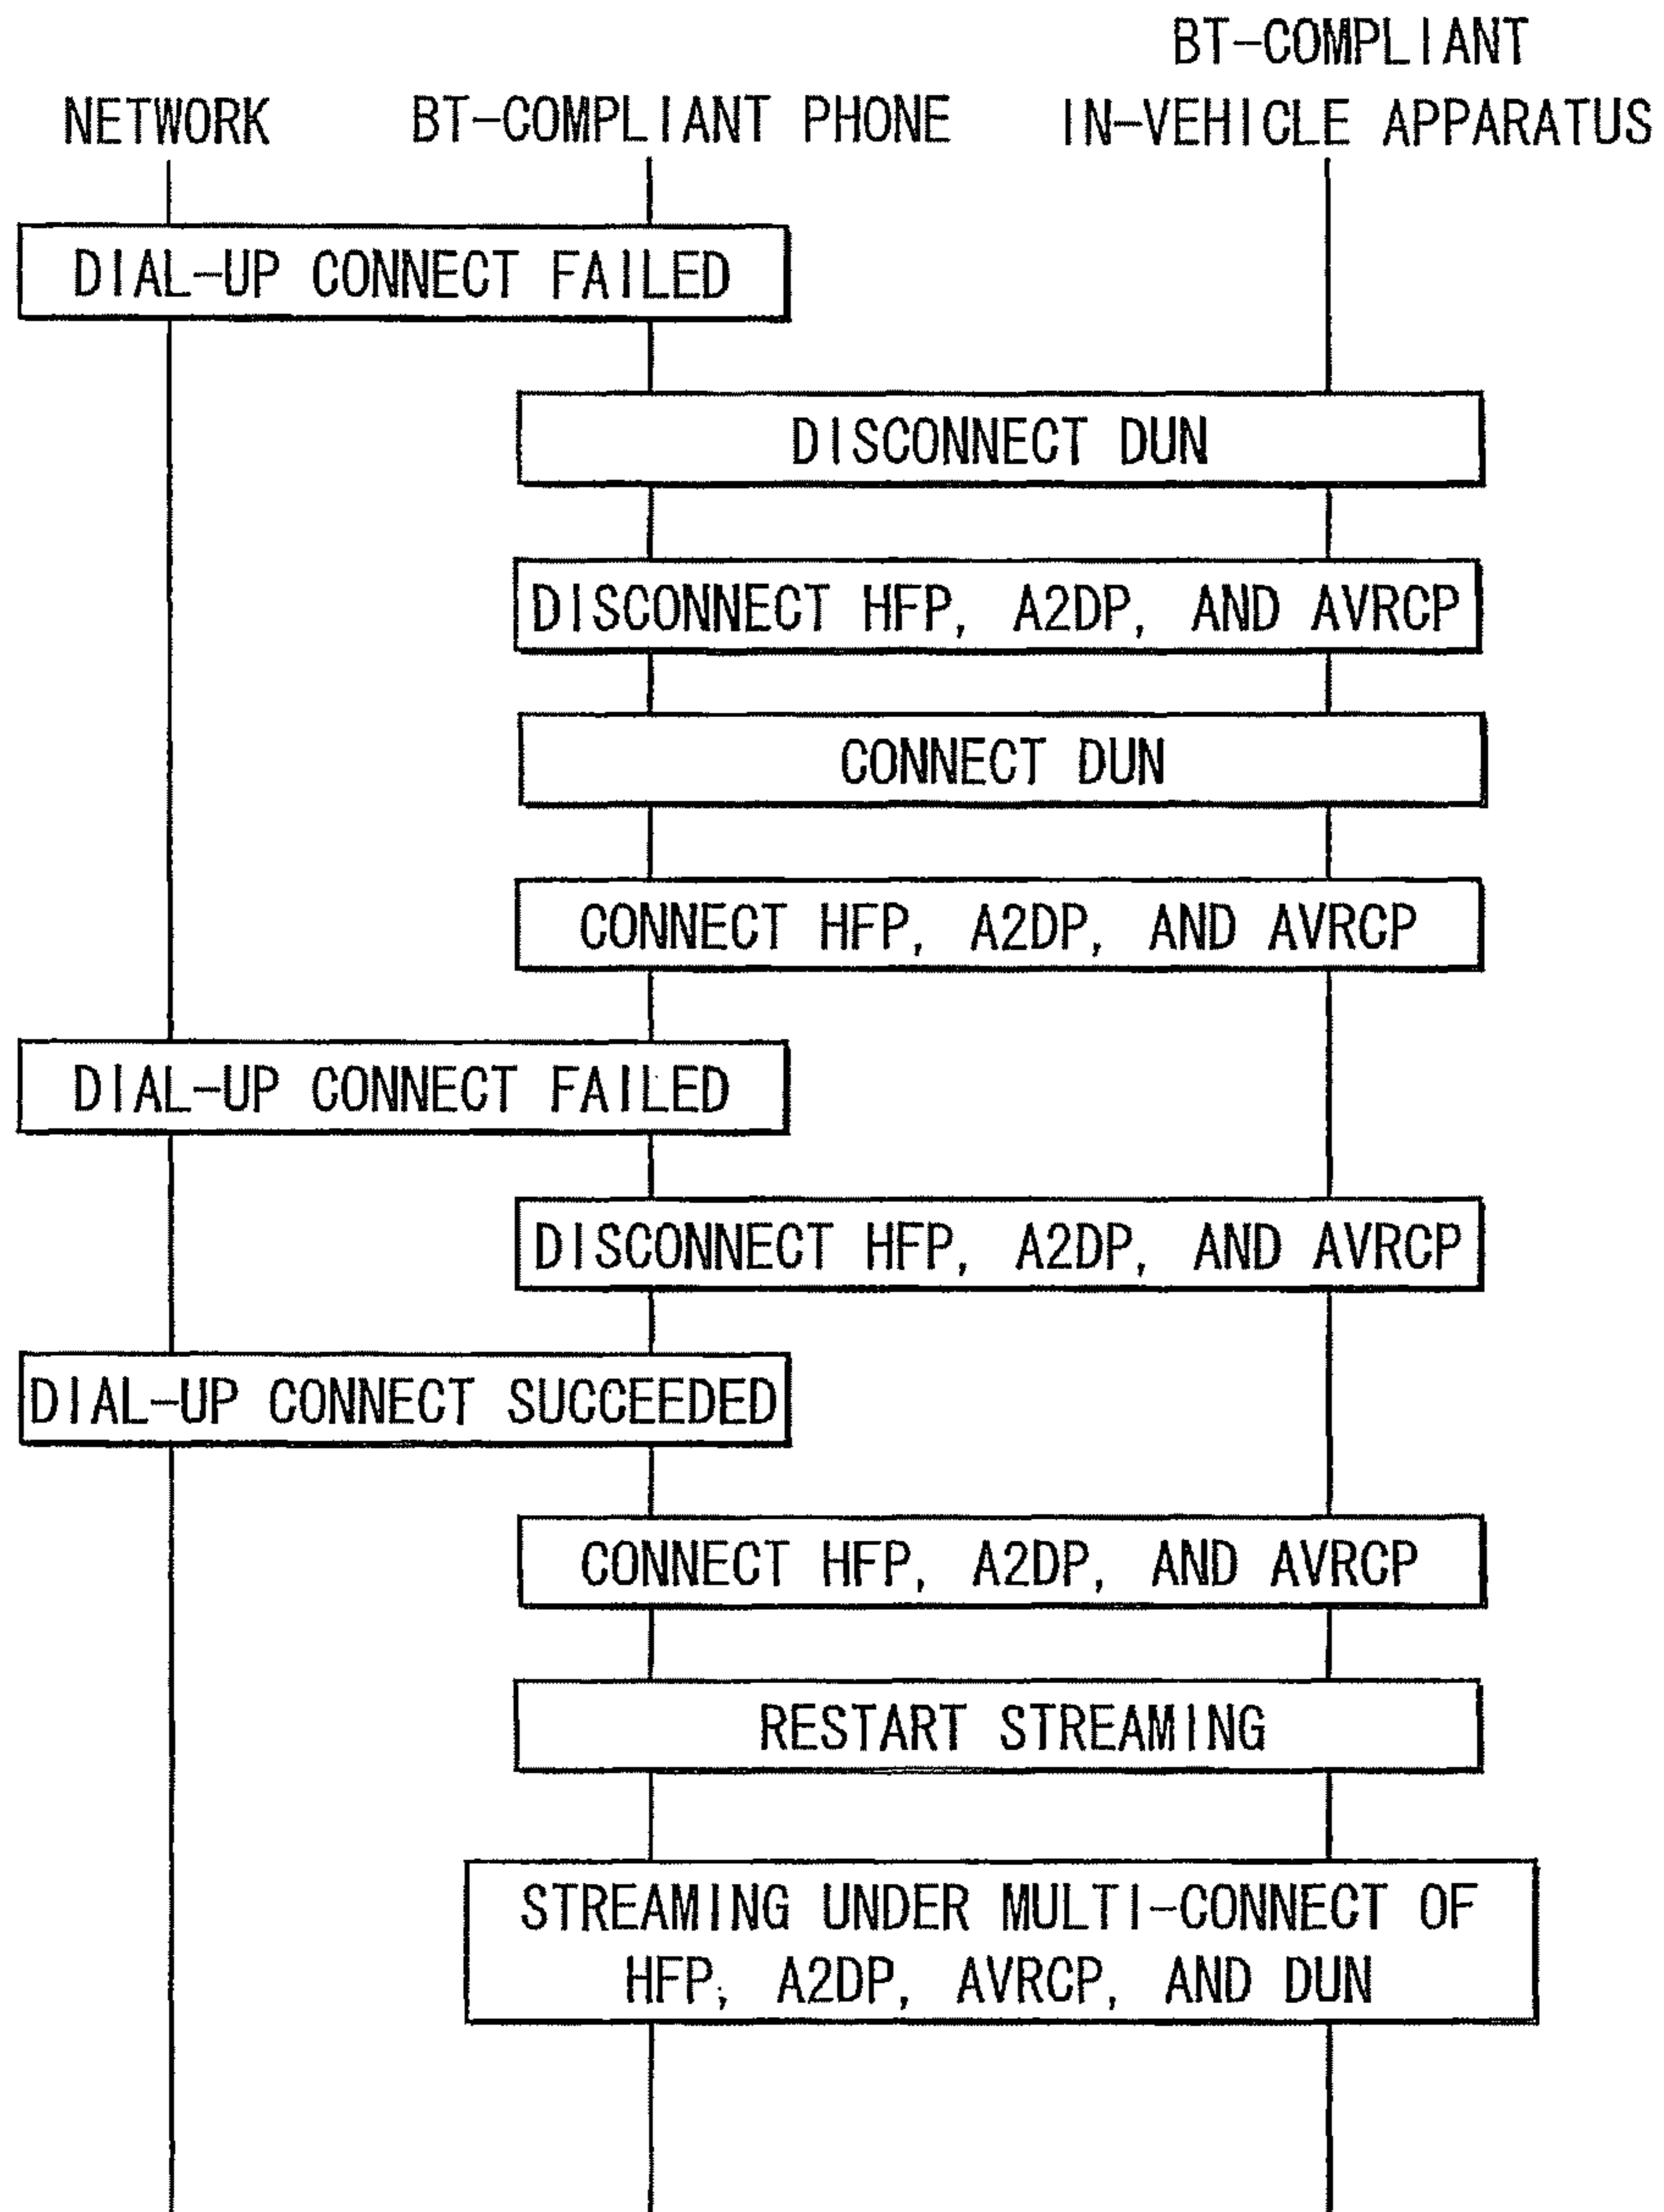 BT-COMPLIANT
NETWORK BT-COMPLIANT PHONE IN-VEHICLE APPARATUS
DIAL-UP CONNECT FAILED
DISCONNECT DUN
DISCONNECT HFP, A2DP, AND AVRCP
CONNECT DUN
CONNECT HFP, A2DP, AND AVRCP
DIAL-UP CONNECT FAILED
DISCONNECT HFP, A2DP, AND AVRCP
DIAL-UP CONNECT SUCCEEDED
CONNECT HFP, A2DP, AND AVRCP
RESTART STREAMING
STREAMING UNDER MULTI-CONNECT OF
HFP, A2DP, AVRCP, AND DUN